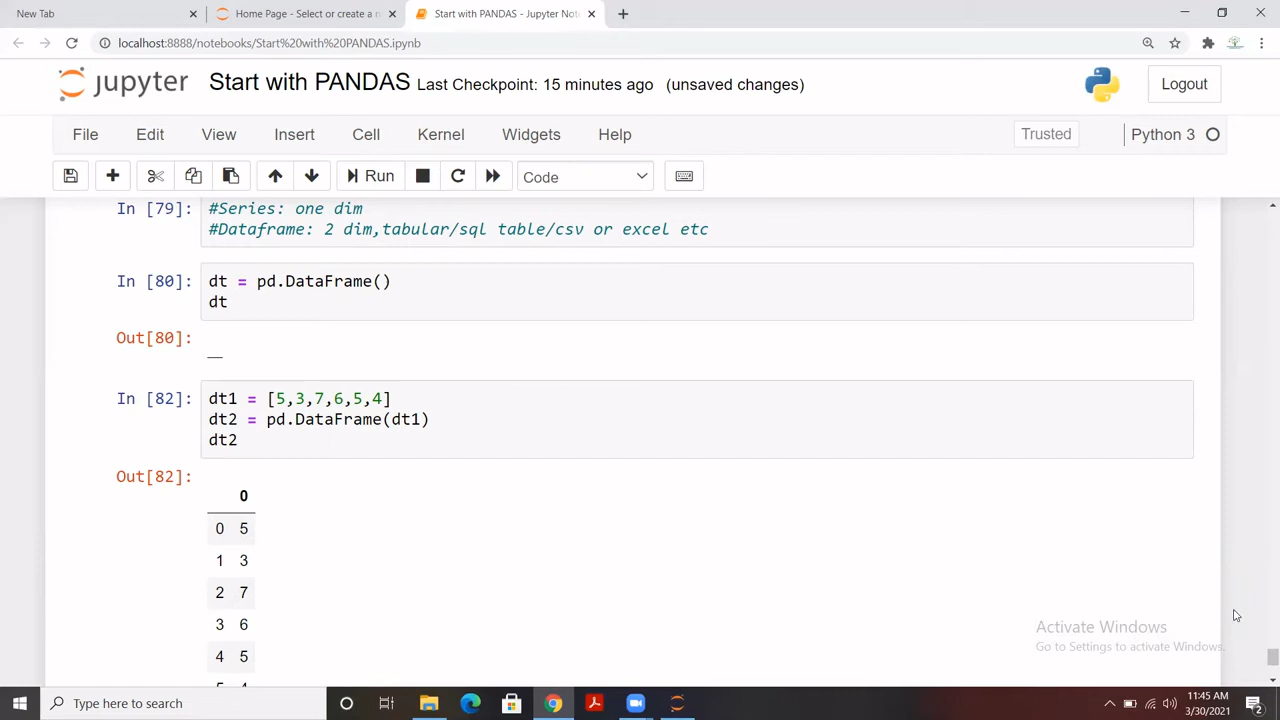 New Tab
Home Page - Select or create a n
Start with PANDAS - Jupyter Not
localhost:8888/notebooks/Start%20with%20PANDAS.ipynb
jupyter Start with PANDAS Last Checkpoint: 15 minutes ago (unsaved changes)
Logout
File Edit View Insert Cell Kernel Widgets Help
Trusted
Python 3
Run
Code
In [79]: #Series: one dim
#Dataframe: 2 dim,tabular/sql table/csv or excel etc
In [80]: dt = pd.DataFrame()
dt
Out[80]:
In [82]: dt1 = [5,3,7,6,5,4]
dt2 = pd.DataFrame(dt1)
dt2
Out[82]:
0
0 5
1 3
2 7
3 6
4 5
Activate Windows
Go to Settings to activate Windows.
Type here to search
11:45 AM
3/30/2021
2